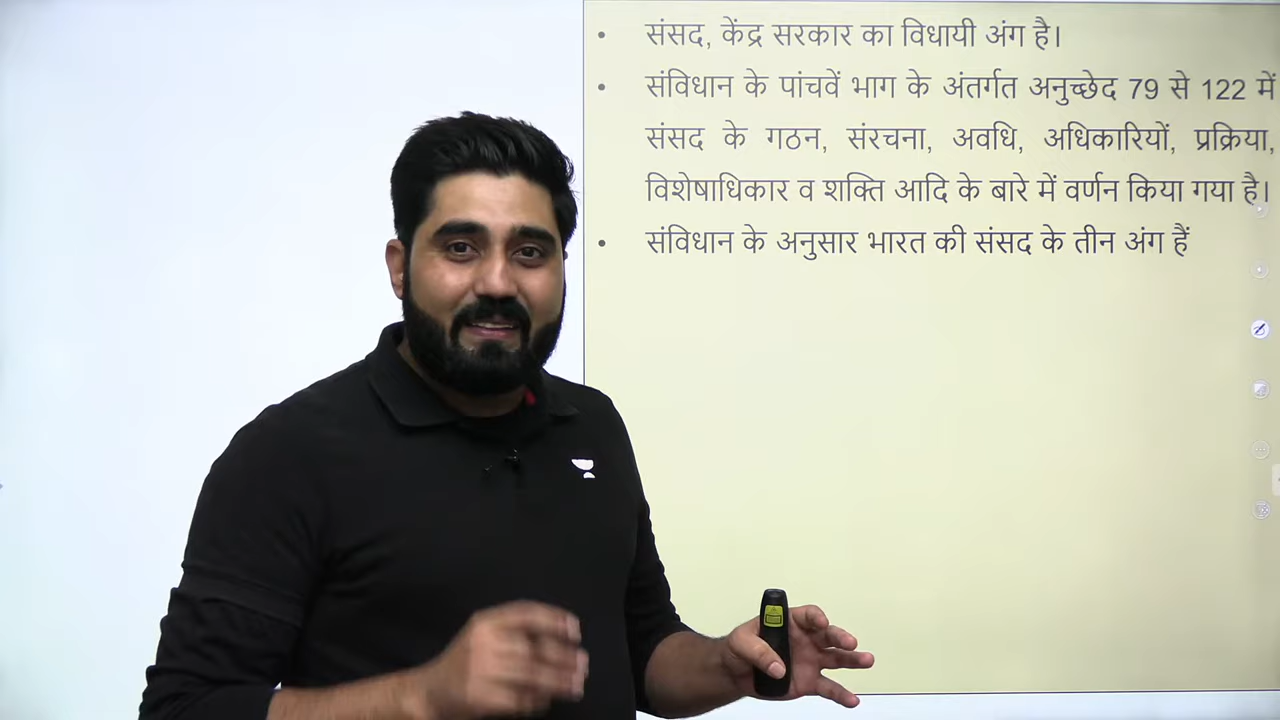 • संसद, केंद्र सरकार का विधायी अंग है।
• संविधान के पांचवें भाग के अंतर्गत अनुच्छेद 79 से 122 में
संसद के गठन, संरचना, अवधि, अधिकारियों, प्रक्रिया,
विशेषाधिकार व शक्ति आदि के बारे में वर्णन किया गया है।
• संविधान के अनुसार भारत की संसद के तीन अंग हैं